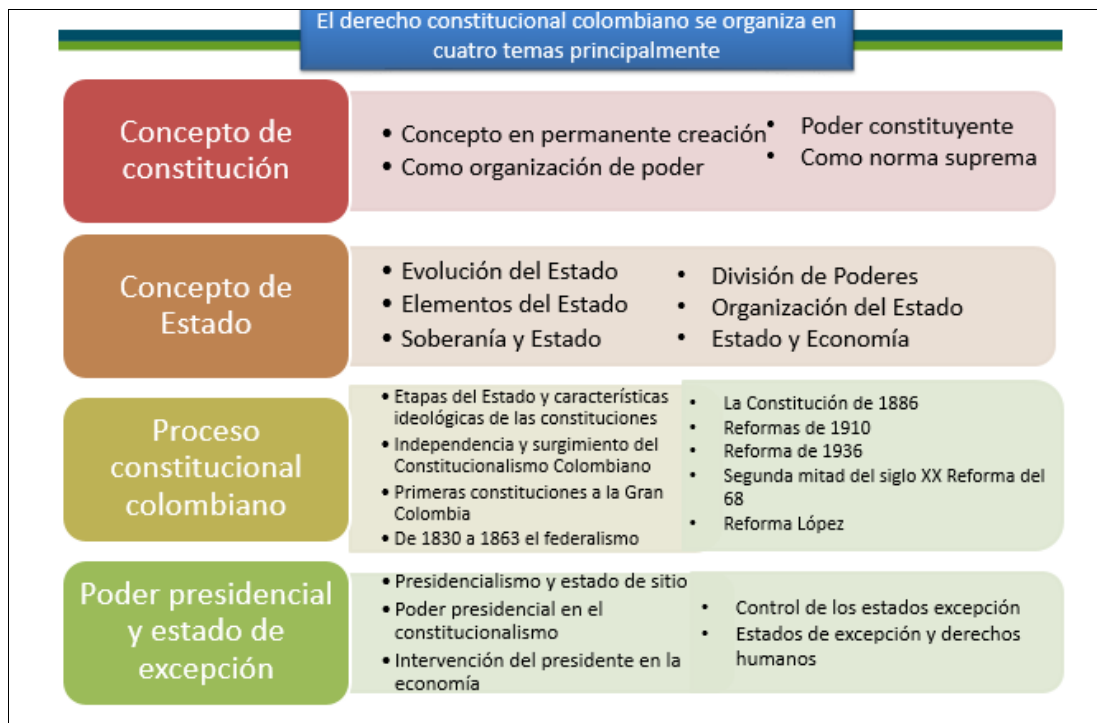 El derecho constitucional colombiano se organiza en
cuatro temas principalmente
Concepto de
constitución
• Concepto en permanente creación
• Como organización de poder
• Poder constituyente
• Como norma suprema
Concepto de
Estado
• Evolución del Estado
• Elementos del Estado
• Soberanía y Estado
• División de Poderes
• Organización del Estado
• Estado y Economía
Proceso
constitucional
colombiano
• Etapas del Estado y características
ideológicas de las constituciones
• Independencia y surgimiento del
Constitucionalismo Colombiano
• Primeras constituciones a la Gran
Colombia
• De 1830 a 1863 el federalismo
• La Constitución de 1886
• Reformas de 1910
• Reforma de 1936
• Segunda mitad del siglo XX Reforma del
68
• Reforma López
Poder presidencial
y estado de
excepción
• Presidencialismo y estado de sitio
• Poder presidencial en el
constitucionalismo
• Intervención del presidente en la
economía
• Control de los estados excepción
• Estados de excepción y derechos
humanos